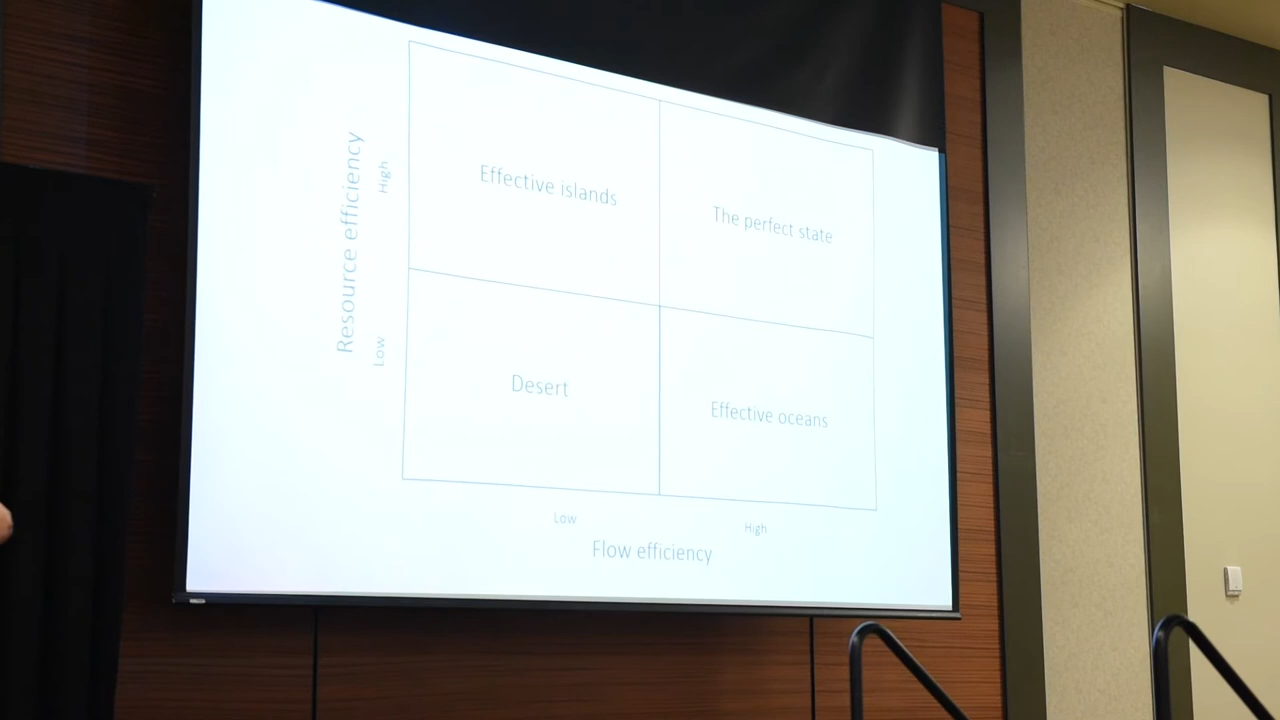 Resource efficiency
High
Low
Effective islands
The perfect state
Desert
Effective oceans
Low
High
Flow efficiency